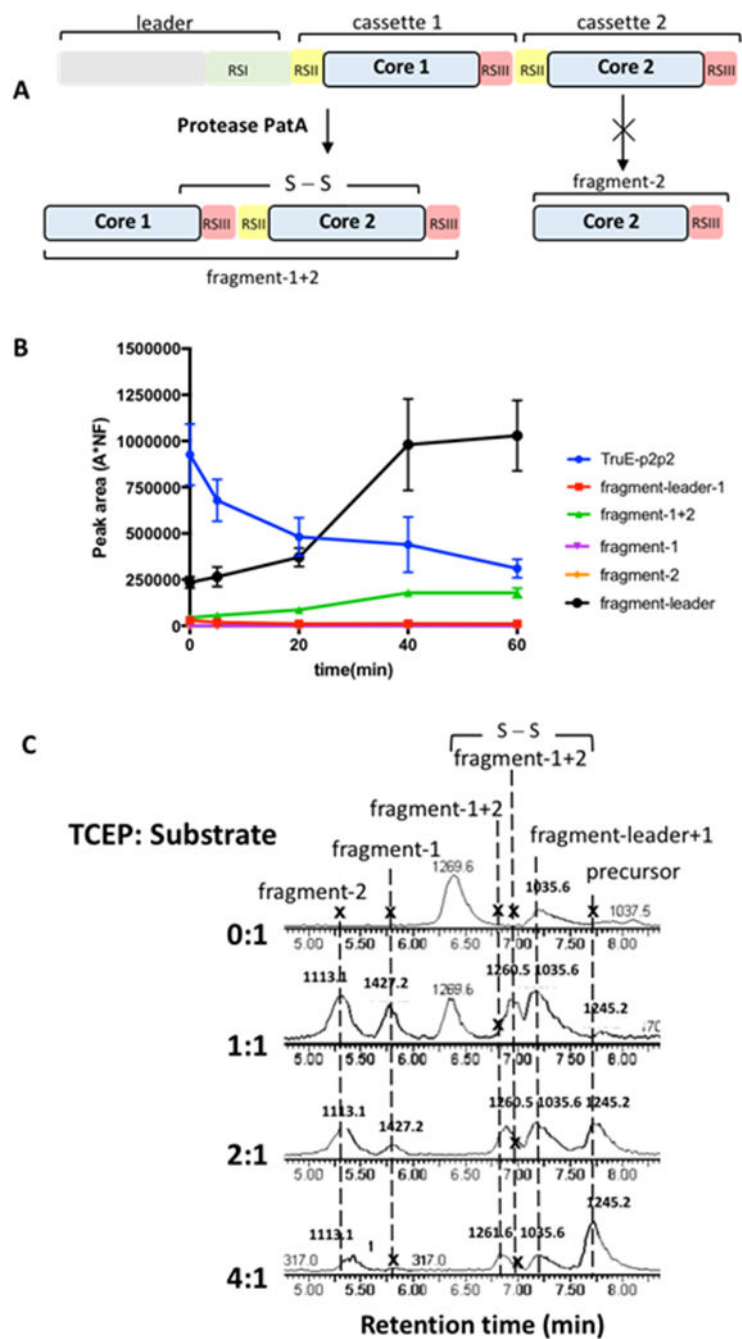 leader cassette 1 cassette 2
A
RSI RSII Core 1 RSIII RSII Core 2 RSIII
Protease PatA
S – S
fragment-2
Core 1 RSIII RSII Core 2 RSIII Core 2 RSIII
fragment-1+2
B
1500000
1250000
1000000
750000
500000
250000
0
Peak area (A*NF)
0 20 40 60
time(min)
TruE-p2p2
fragment-leader-1
fragment-1+2
fragment-1
fragment-2
fragment-leader
C
S – S
fragment-1+2
fragment-1+2
TCEP: Substrate
fragment-1
fragment-leader+1
fragment-2
precursor
1269.6 1035.6
x x x x x 1037.5
0:1
5.00 5.50 6.00 6.50 7.00 7.50 8.00
1113.1 1427.2 1269.6 1260.5 1035.6 1245.2
x
1:1
5.00 5.50 6.00 6.50 7.00 7.50 8.00
1113.1 1427.2 1260.5 1035.6 1245.2
x
2:1
5.00 5.50 6.00 6.50 7.00 7.50 8.00
1245.2
1113.1 1261.6 1035.6
317.0 x 317.0 x
4:1
5.00 5.50 6.00 6.50 7.00 7.50 8.00
Retention time (min)